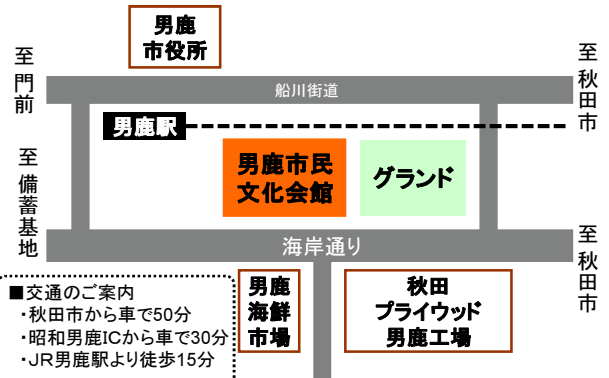 男鹿
市役所
至門前
至秋田市
船川街道
男鹿駅
男鹿市民
文化会館
グランド
至備蓄基地
海岸通り
至秋田市
■交通のご案内
・秋田市から車で50分
・昭和男鹿ICから車で30分
・JR男鹿駅より徒歩15分
男鹿
海鮮
市場
秋田
プライウッド
男鹿工場